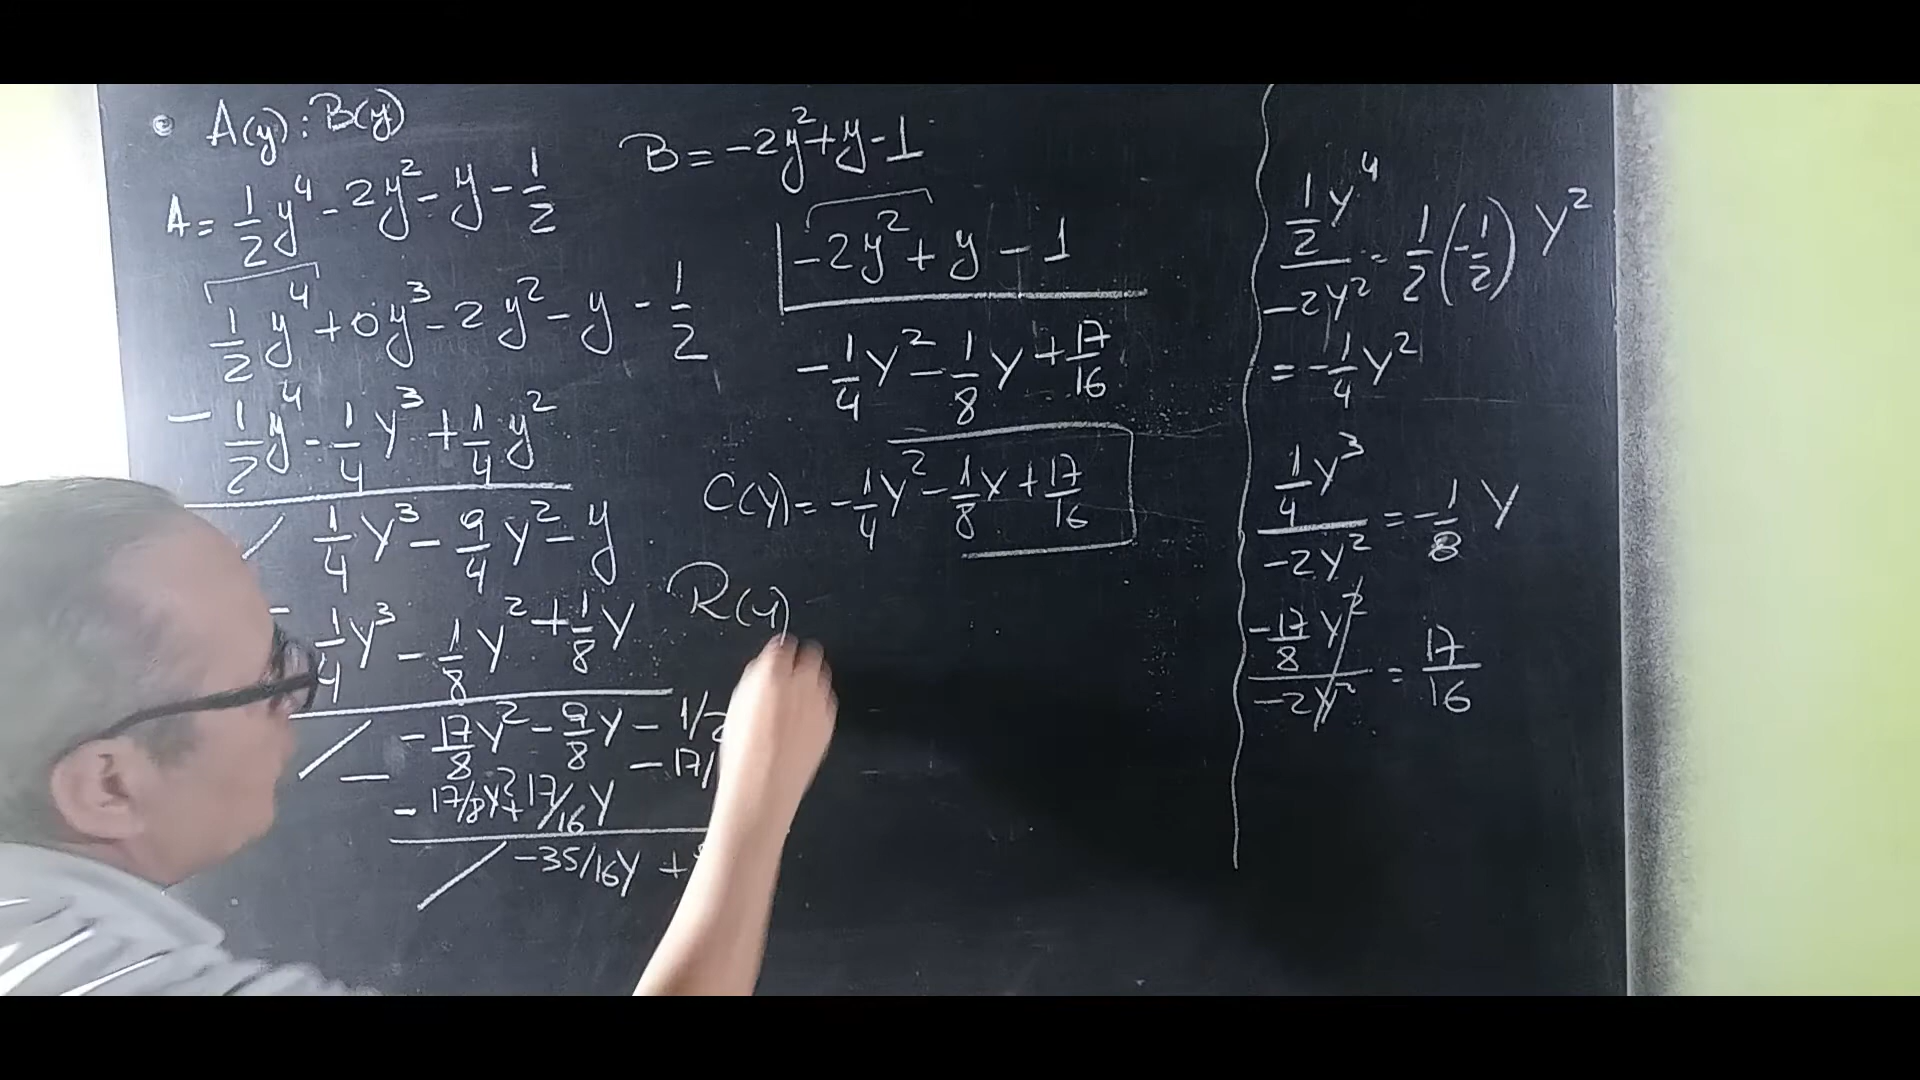 A(y) : B(y)
A = 1/2 y⁴ - 2y² - y - 1/2
B = -2y² + y - 1
1/2 y⁴ + 0y³ - 2y² - y - 1/2
-2y² + y - 1
- 1/2 y⁴ - 1/4 y³ + 1/4 y²
-1/4 y² - 1/8 y + 17/16
1/4 y³ - 9/4 y² - y
C(y) = -1/4 y² - 1/8 x + 17/16
- 1/4 y³ - 1/8 y² + 1/8 y
R(y)
-17/8 y² - 9/8 y - 1/2
- -17/8 y² + 17/16 y - 17/
-35/16 y +
1/2 y⁴ / -2y² = 1/2 (-1/2) y²
= -1/4 y²
1/4 y³ / -2y² = -1/8 y
-17/8 y² / -2y² = 17/16